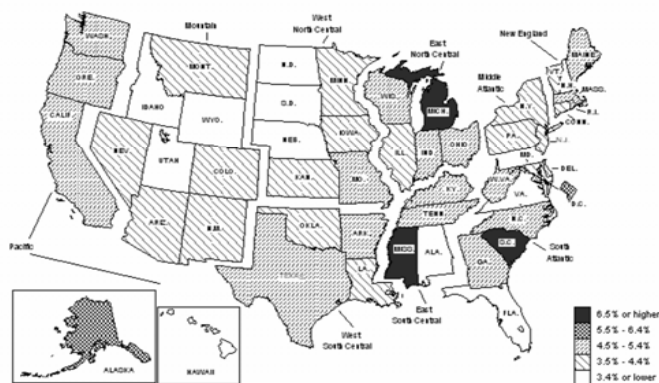 Mountain
West
North Central
East
North Central
New England
Middle
Atlantic
WASH.
ORE.
CALIF.
NEV.
IDAHO
MONT.
WYO.
UTAH
COLO.
ARIZ.
N.M.
N.D.
S.D.
NEB.
KAN.
OKLA.
TEXAS
MINN.
IOWA
MO.
ARK.
LA.
WIS.
ILL.
MICH.
IND.
OHIO
KY.
TENN.
MISS.
ALA.
GA.
FLA.
S.C.
N.C.
VA.
W.VA.
PA.
N.Y.
VT.
N.H.
MAINE
MASS.
R.I.
CONN.
N.J.
DEL.
MD.
D.C.
Pacific
South
Atlantic
East
South Central
West
South Central
ALASKA
HAWAII
6.5% or higher
5.5% - 6.4%
4.5% - 5.4%
3.5% - 4.4%
3.4% or lower